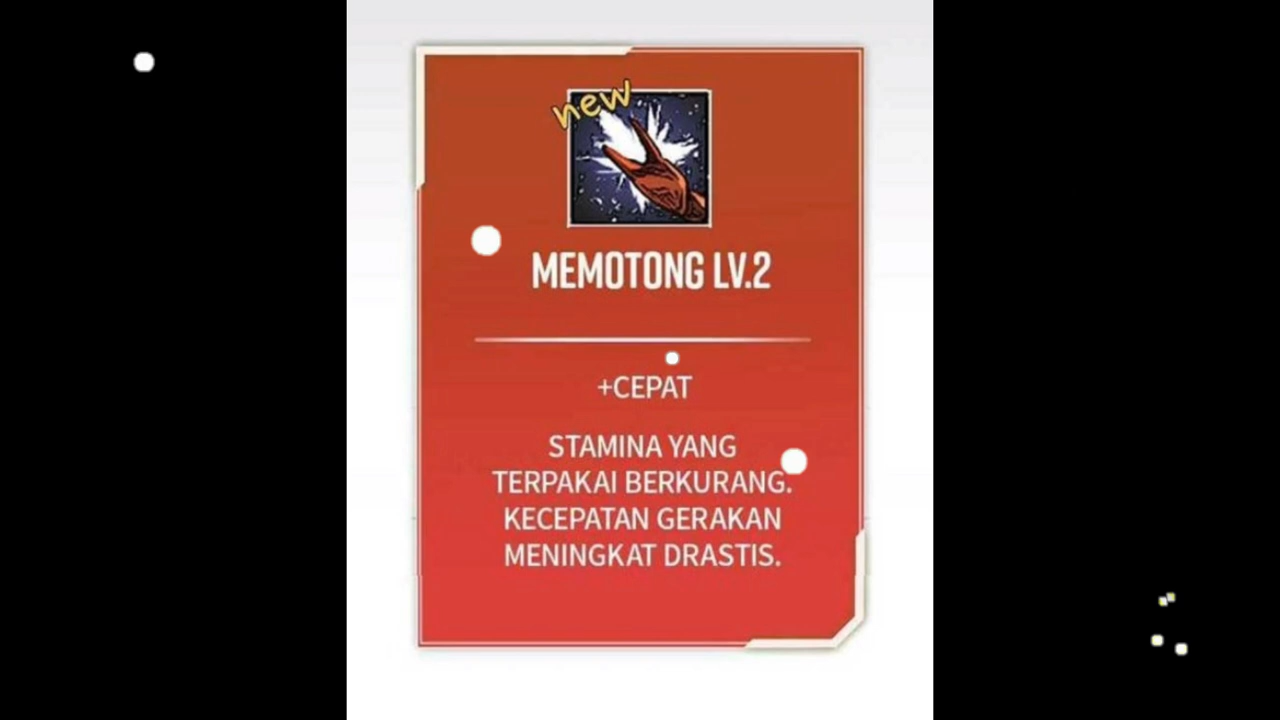 new
MEMOTONG LV.2
+CEPAT
STAMINA YANG
TERPAKAI BERKURANG.
KECEPATAN GERAKAN
MENINGKAT DRASTIS.